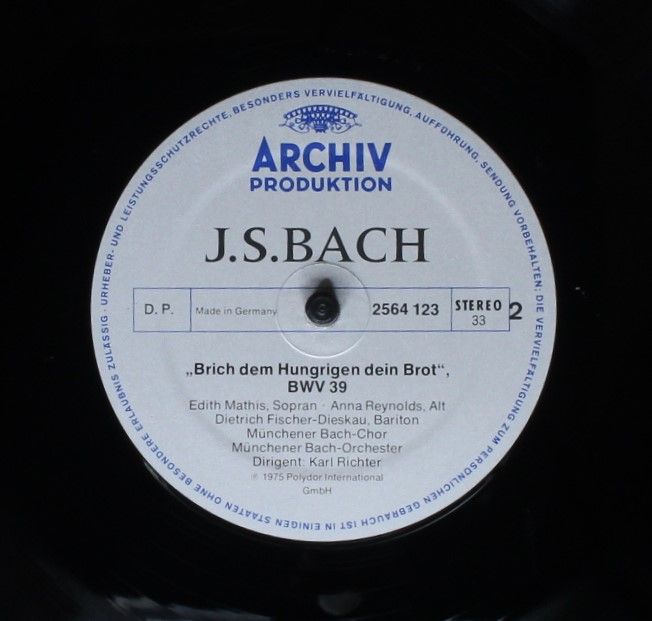 ARCHIV
PRODUKTION
J.S.BACH
D. P. Made in Germany 2564 123 STEREO 33 2
„Brich dem Hungrigen dein Brot“,
BWV 39
Edith Mathis, Sopran · Anna Reynolds, Alt
Dietrich Fischer-Dieskau, Bariton
Münchener Bach-Chor
Münchener Bach-Orchester
Dirigent: Karl Richter
℗ 1975 Polydor International
GmbH
URHEBER- UND LEISTUNGSSCHUTZRECHTE, BESONDERS VERVIELFÄLTIGUNG, AUFFÜHRUNG, SENDUNG VORBEHALTEN; DIE VERVIELFÄLTIGUNG ZUM PERSÖNLICHEN GEBRAUCH IST IN EINIGEN STAATEN OHNE BESONDERE ERLAUBNIS ZULÄSSIG ·